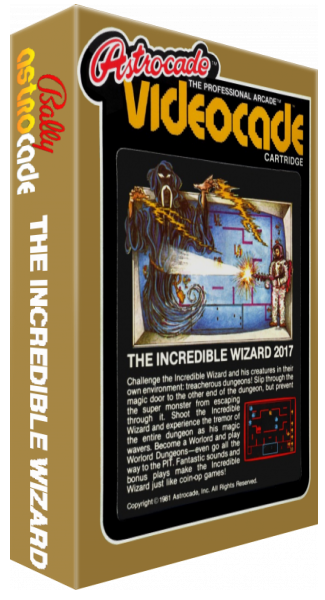 Bally
astrocade
THE INCREDIBLE WIZARD
Astrocade™
THE PROFESSIONAL ARCADE™
VIDEOCADE
CARTRIDGE
THE INCREDIBLE WIZARD 2017
Challenge the Incredible Wizard and his creatures in their
own environment: treacherous dungeons! Slip through the
magic door to the other end of the dungeon, but prevent
the super monster from escaping
through it. Shoot the Incredible
Wizard and experience the tremor of
the entire dungeon as his magic
wavers. Become a Worlord and play
Worlord Dungeons—even go all the
way to the PIT. Fantastic sounds and
bonus plays make the Incredible
Wizard just like coin-op games!
Copyright © 1981 Astrocade, Inc. All Rights Reserved.